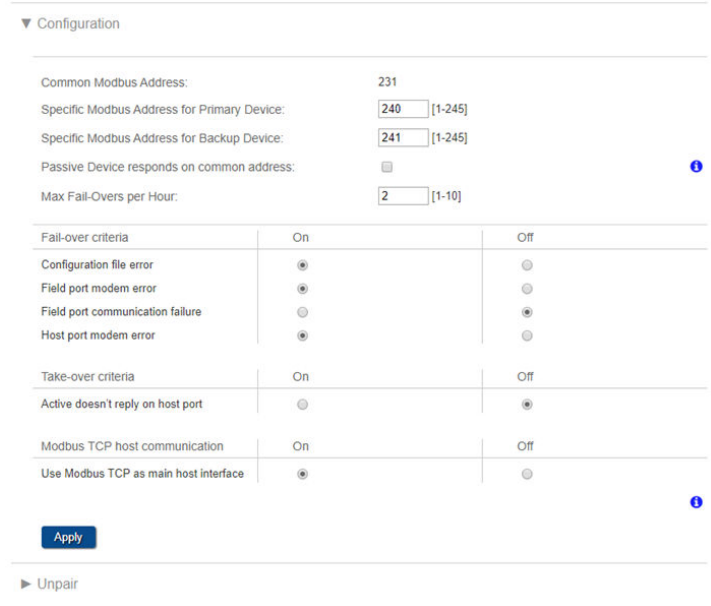 Configuration
Common Modbus Address: 231
Specific Modbus Address for Primary Device: 240 [1-245]
Specific Modbus Address for Backup Device: 241 [1-245]
Passive Device responds on common address:
Max Fail-Overs per Hour: 2 [1-10]
Fail-over criteria On Off
Configuration file error
Field port modem error
Field port communication failure
Host port modem error
Take-over criteria On Off
Active doesn't reply on host port
Modbus TCP host communication On Off
Use Modbus TCP as main host interface
Apply
Unpair